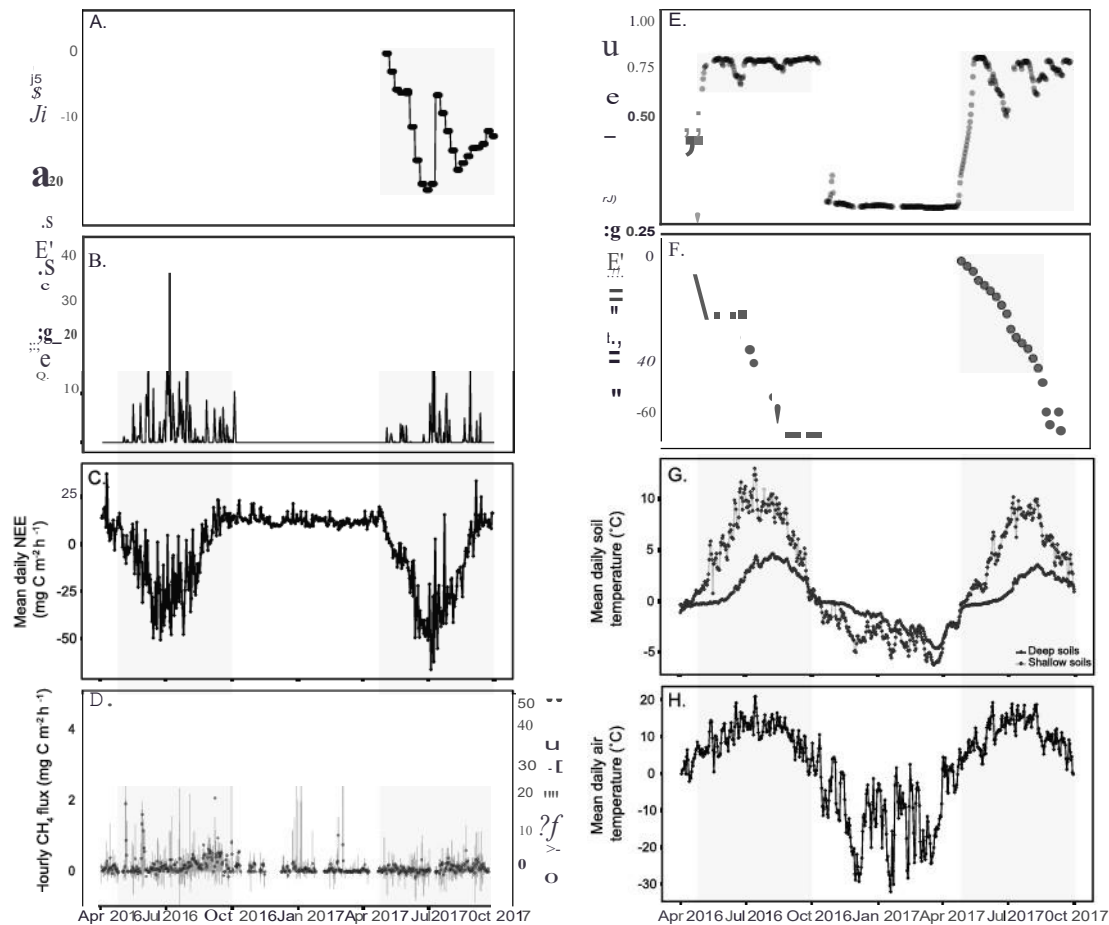 A.
0
-10
20
B.
40
30
20
10
C.
Mean daily NEE
(mg C m⁻² h⁻¹)
25
0
-25
-50
D.
-lourly CH₄ flux (mg C m⁻² h⁻¹)
4
2
0
50
40
30
20
10
0
Apr 2016 Jul 2016 Oct 2016 Jan 2017 Apr 2017 Jul 2017 Oct 2017
E.
1.00
0.75
0.50
0.25
F.
0
40
-60
G.
Mean daily soil
temperature (°C)
10
5
0
-5
Deep soils
Shallow soils
H.
Mean daily air
temperature (°C)
20
10
0
-10
-20
-30
Apr 2016 Jul 2016 Oct 2016 Jan 2017 Apr 2017 Jul 2017 Oct 2017